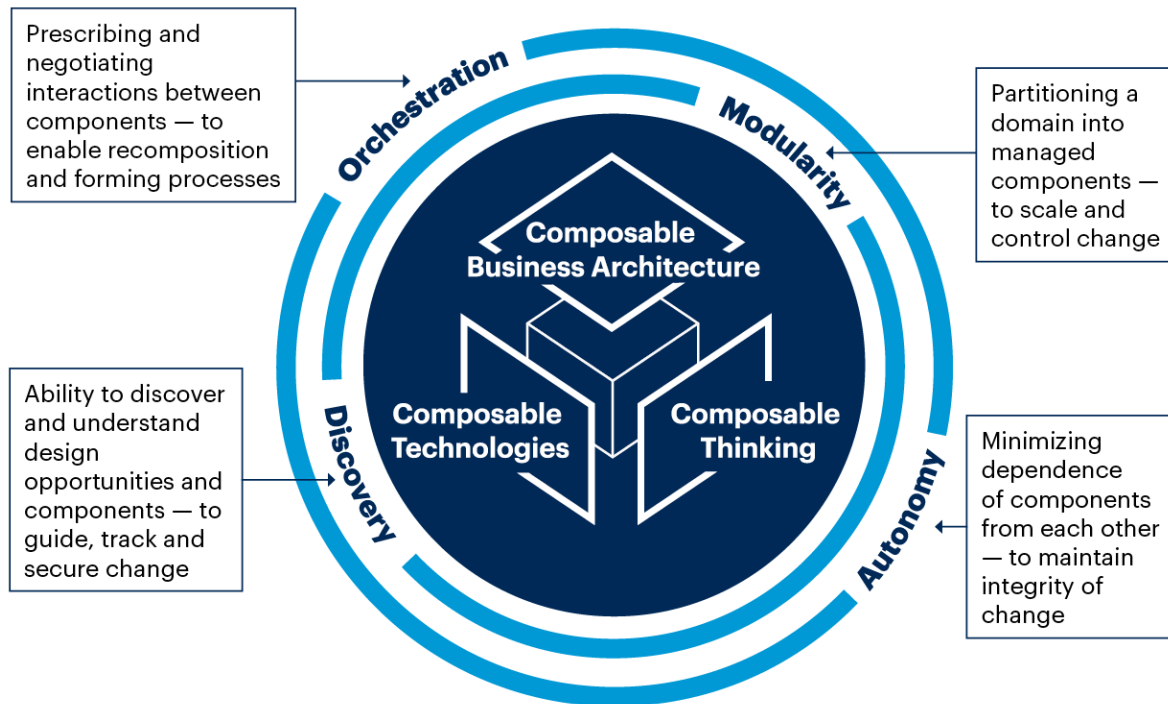 Prescribing and
negotiating
interactions between
components — to
enable recomposition
and forming processes
Orchestration
Modularity
Partitioning a
domain into
managed
components —
to scale and
control change
Composable
Business Architecture
Composable
Technologies
Composable
Thinking
Ability to discover
and understand
design
opportunities and
components — to
guide, track and
secure change
Discovery
Autonomy
Minimizing
dependence
of components
from each other
— to maintain
integrity of
change